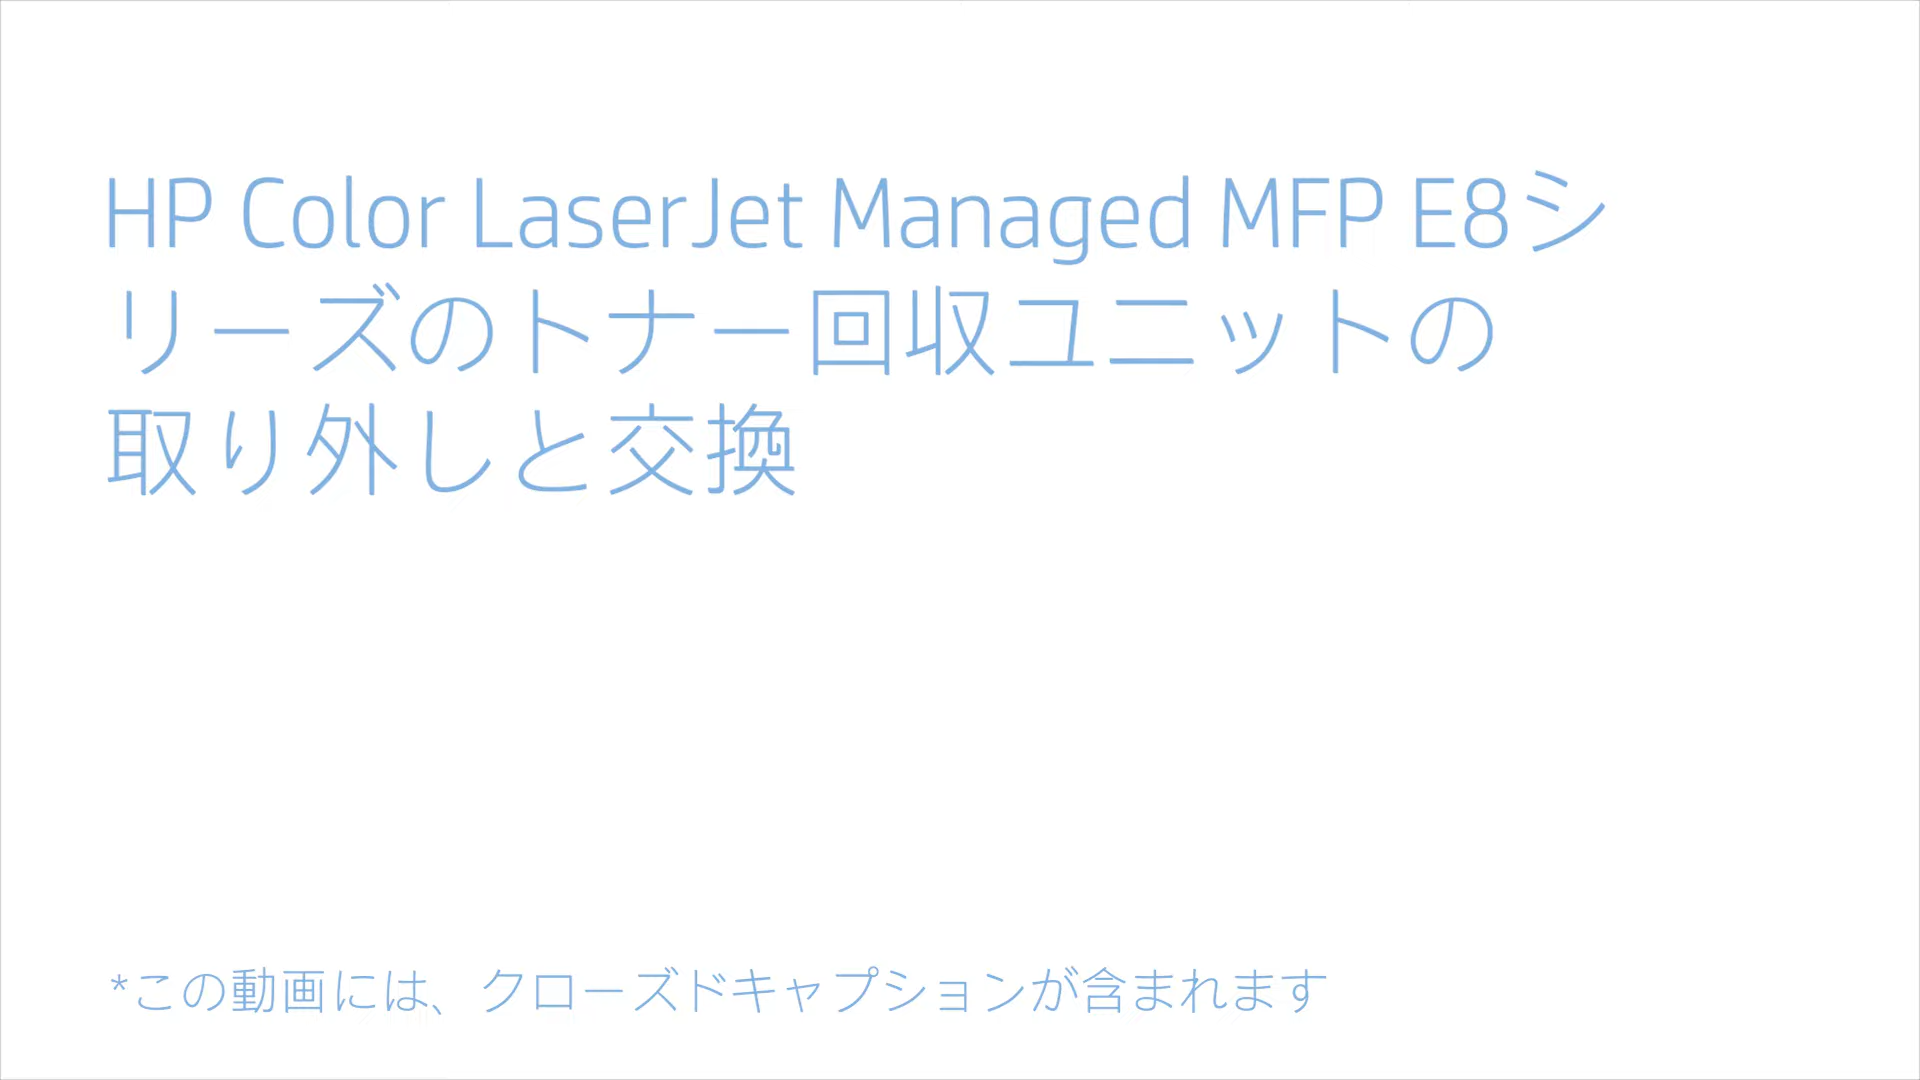 HP Color LaserJet Managed MFP E8シ
リーズのトナー回収ユニットの
取り外しと交換
*この動画には、クローズドキャプションが含まれます